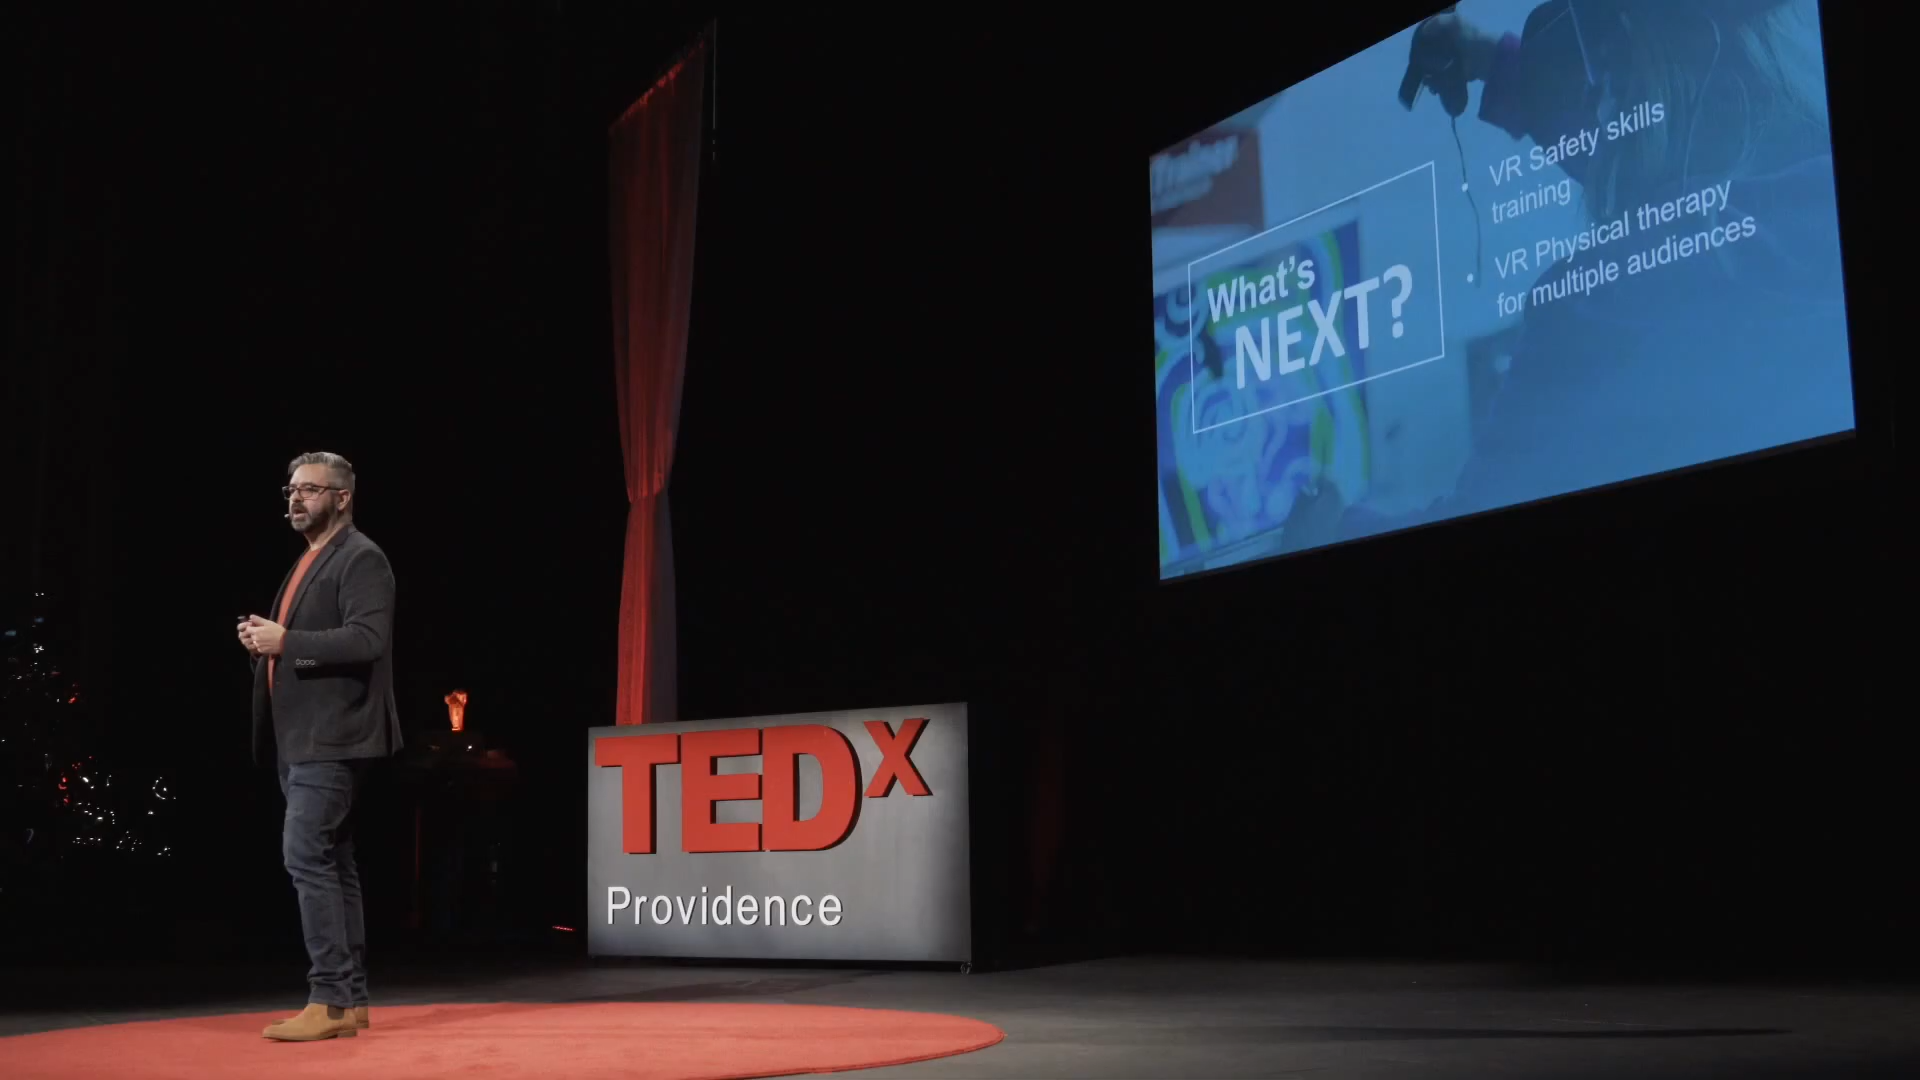 What's
NEXT?
• VR Safety skills
training
• VR Physical therapy
for multiple audiences
TEDx
Providence